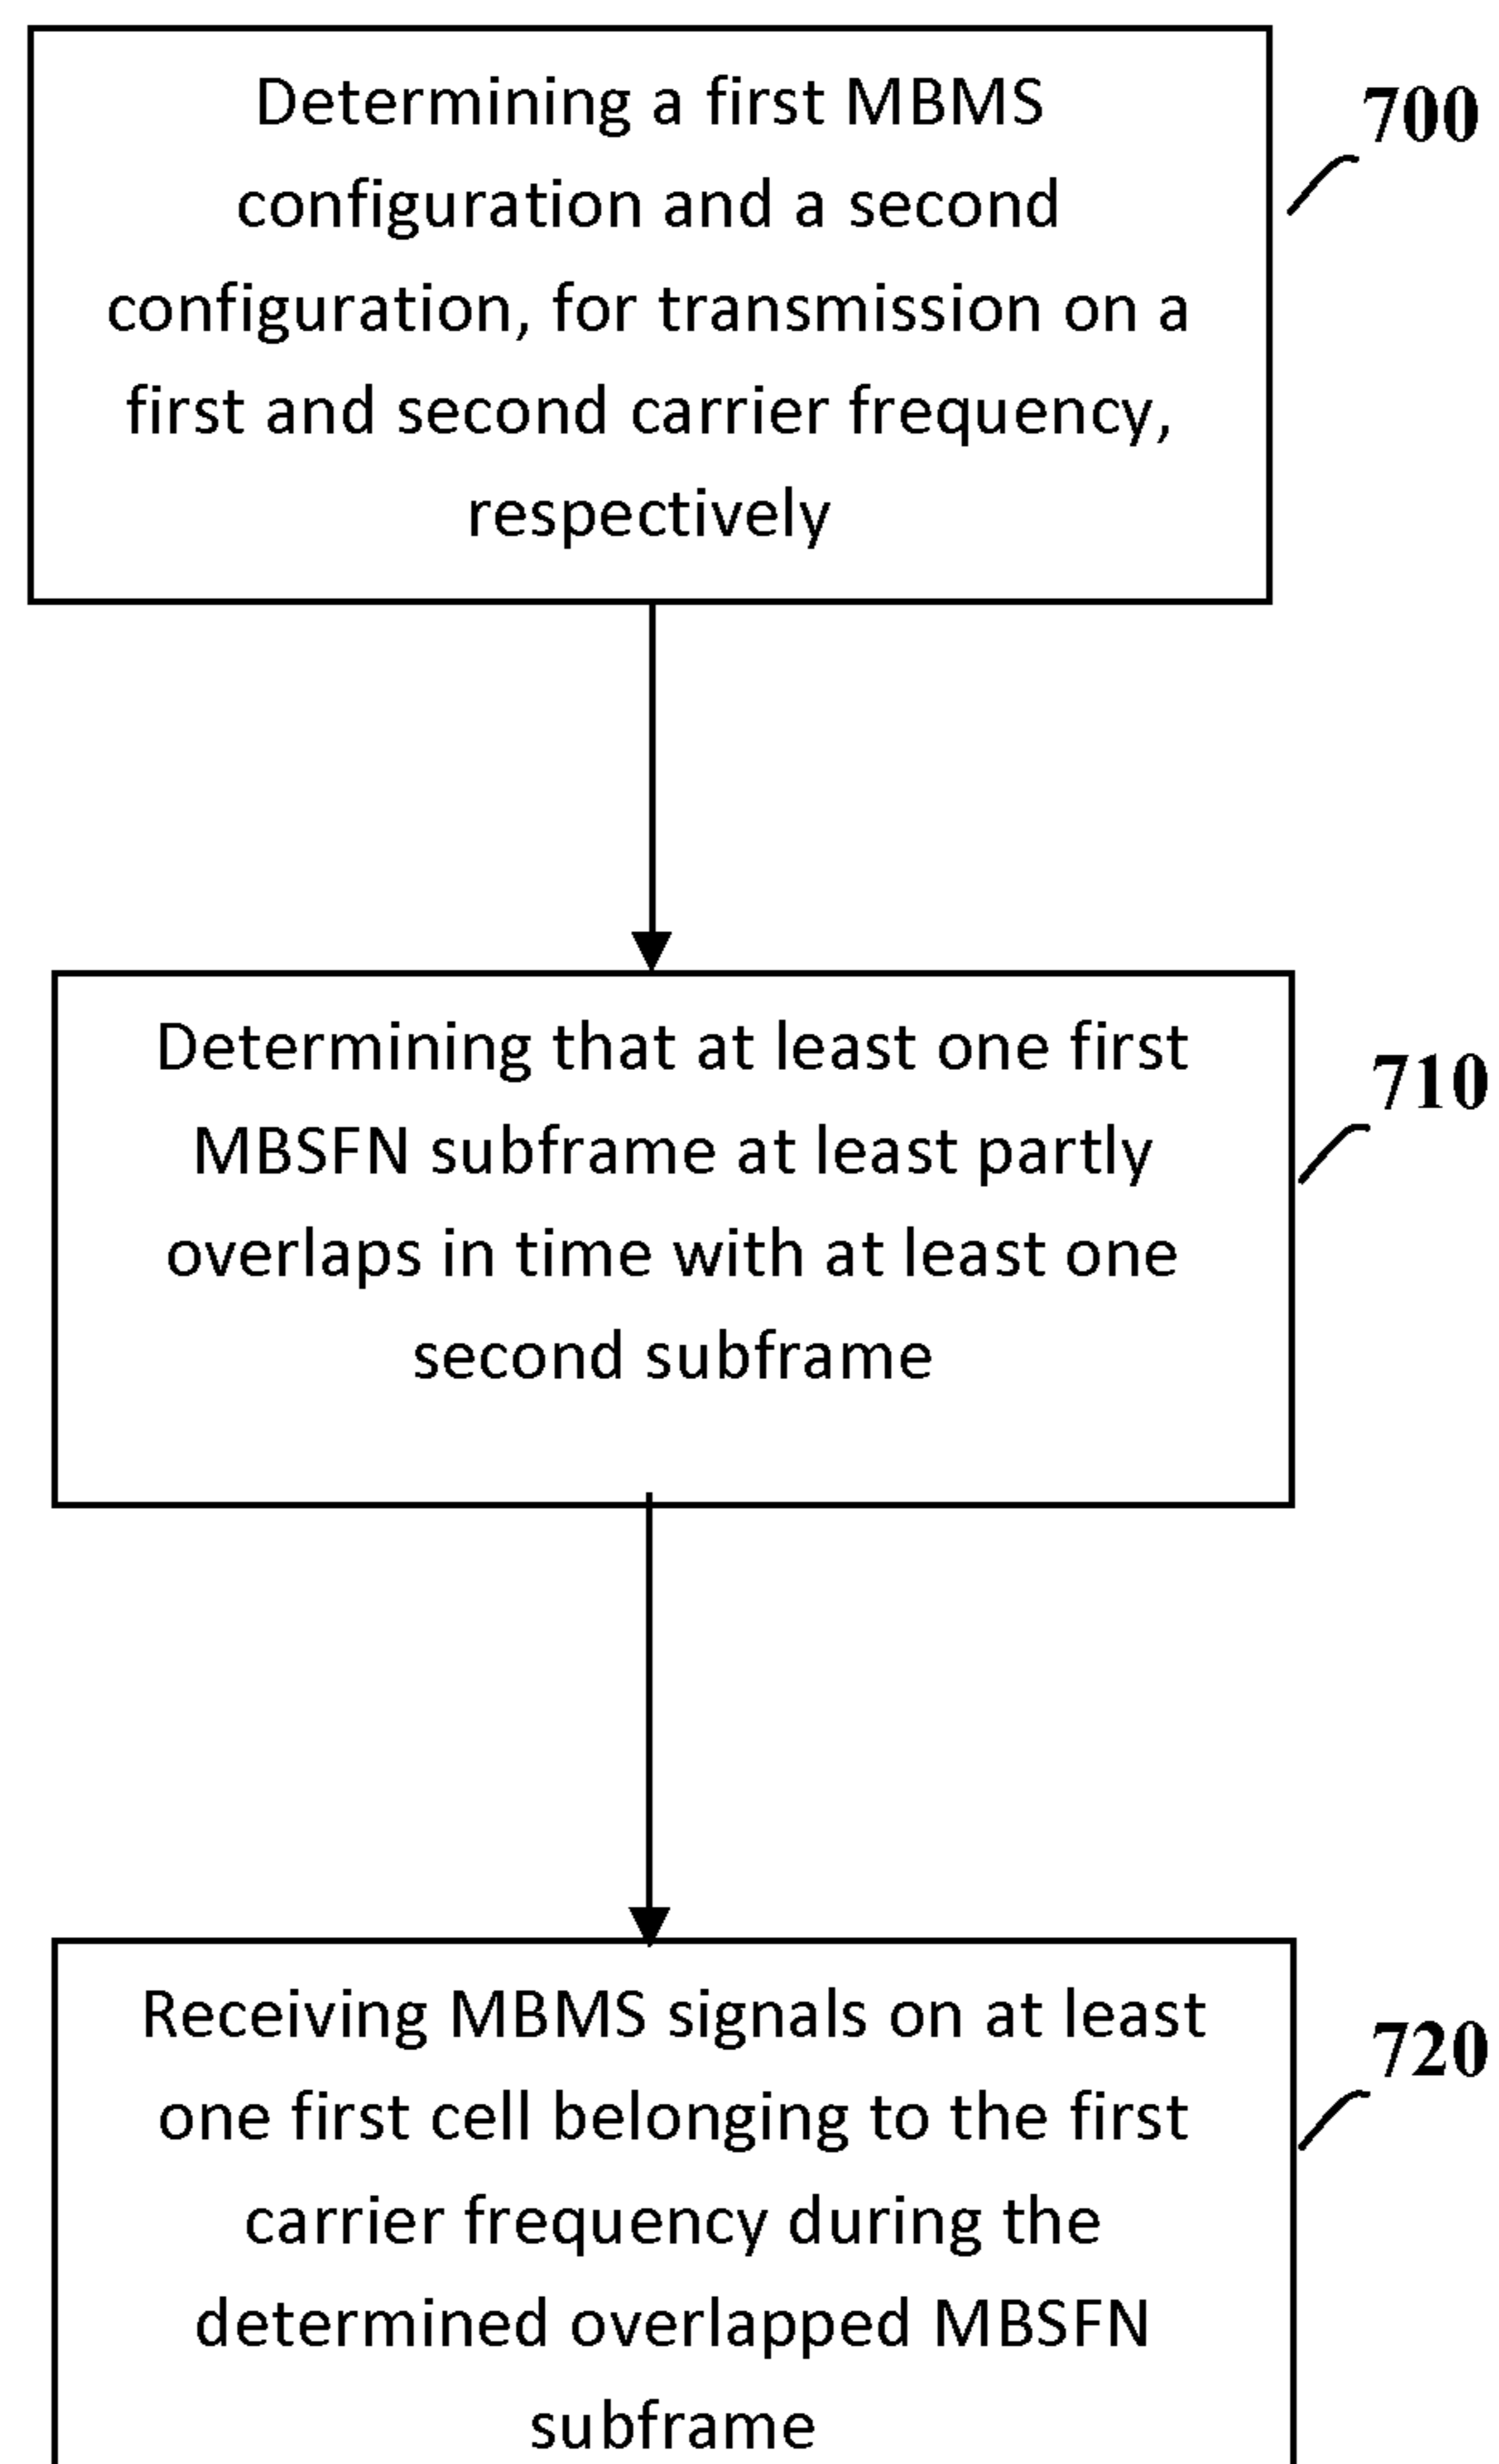 Determining a first MBMS
configuration and a second
configuration, for transmission on a
first and second carrier frequency,
respectively
700
Determining that at least one first
MBSFN subframe at least partly
overlaps in time with at least one
second subframe
710
Receiving MBMS signals on at least
one first cell belonging to the first
carrier frequency during the
determined overlapped MBSFN
subframe
720